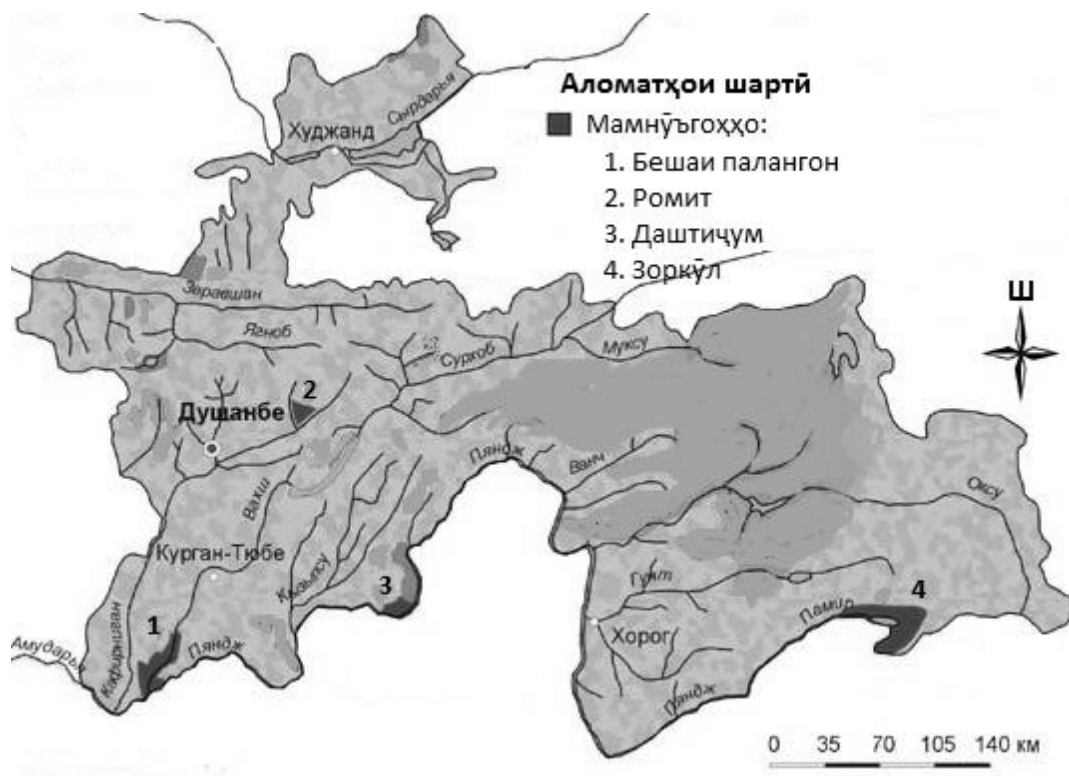 Аломатҳои шартӣ
Мамнӯъгоҳҳо:
1. Бешаи палангон
2. Ромит
3. Даштиҷум
4. Зоркӯл
Ш
Сырдарья
Худжанд
Заравшан
Ягноб
Сурхоб
Муксу
2
Душанбе
Пяндж
Ванч
Оксу
Вахш
Курган-Тюбе
Кызылсу
3
Гунт
4
Памир
1
Хорог
Амударья
Кафирниган
Пяндж
Пяндж
0 35 70 105 140 км